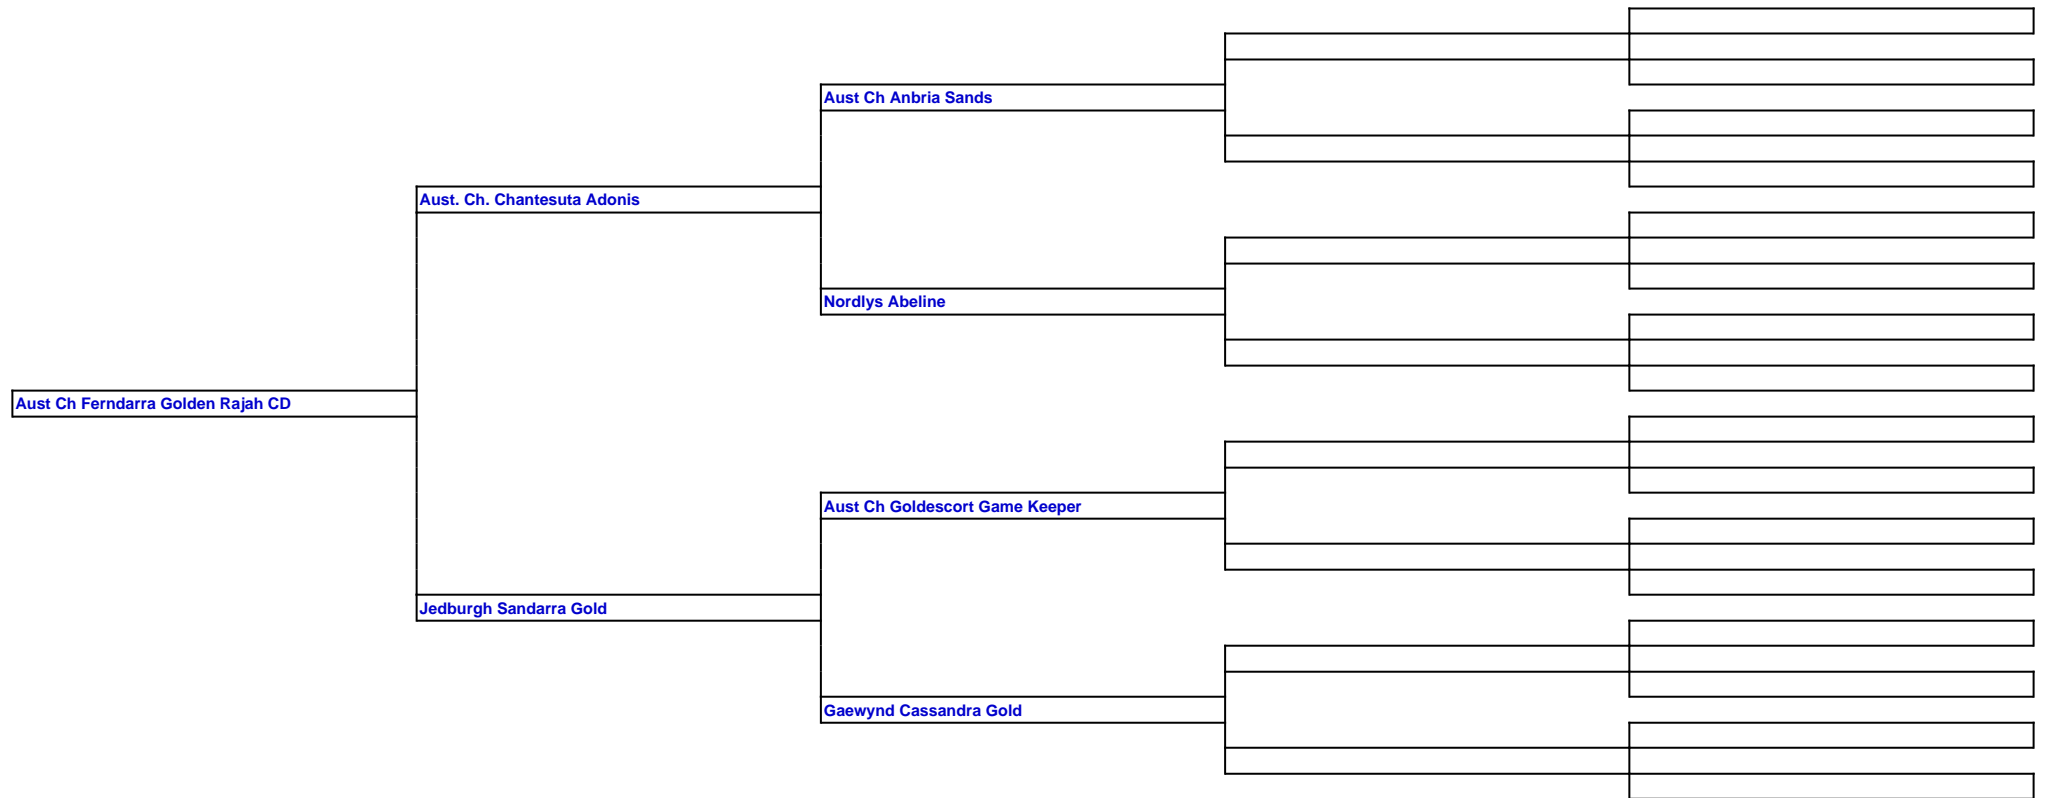 Aust Ch Anbria Sands
Aust. Ch. Chantesuta Adonis
Nordlys Abeline
Aust Ch Ferndarra Golden Rajah CD
Aust Ch Goldescort Game Keeper
Jedburgh Sandarra Gold
Gaewynd Cassandra Gold